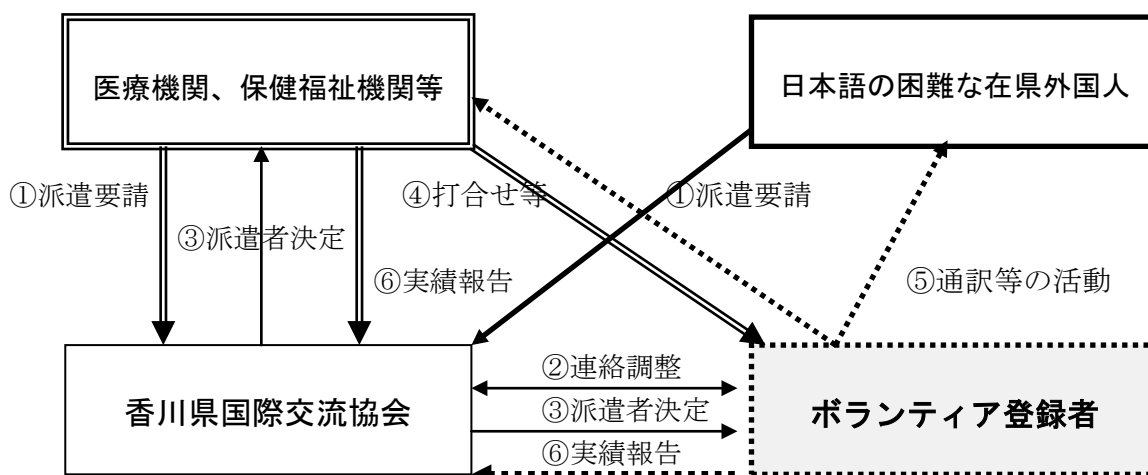 医療機関、保健福祉機関等
日本語の困難な在県外国人
①派遣要請
④打合せ等
①派遣要請
③派遣者決定
⑥実績報告
⑤通訳等の活動
②連絡調整
香川県国際交流協会
③派遣者決定
ボランティア登録者
⑥実績報告